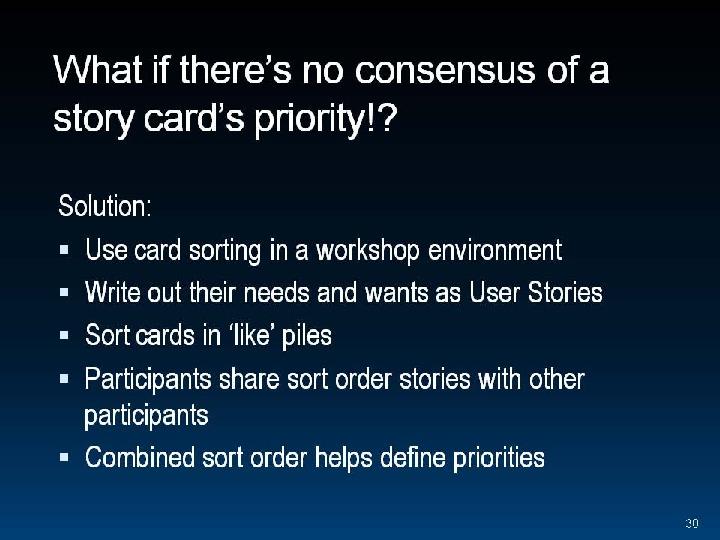 What if there’s no consensus of a
story card’s priority!?
Solution:
▪ Use card sorting in a workshop environment
▪ Write out their needs and wants as User Stories
▪ Sort cards in ‘like’ piles
▪ Participants share sort order stories with other
participants
▪ Combined sort order helps define priorities
30